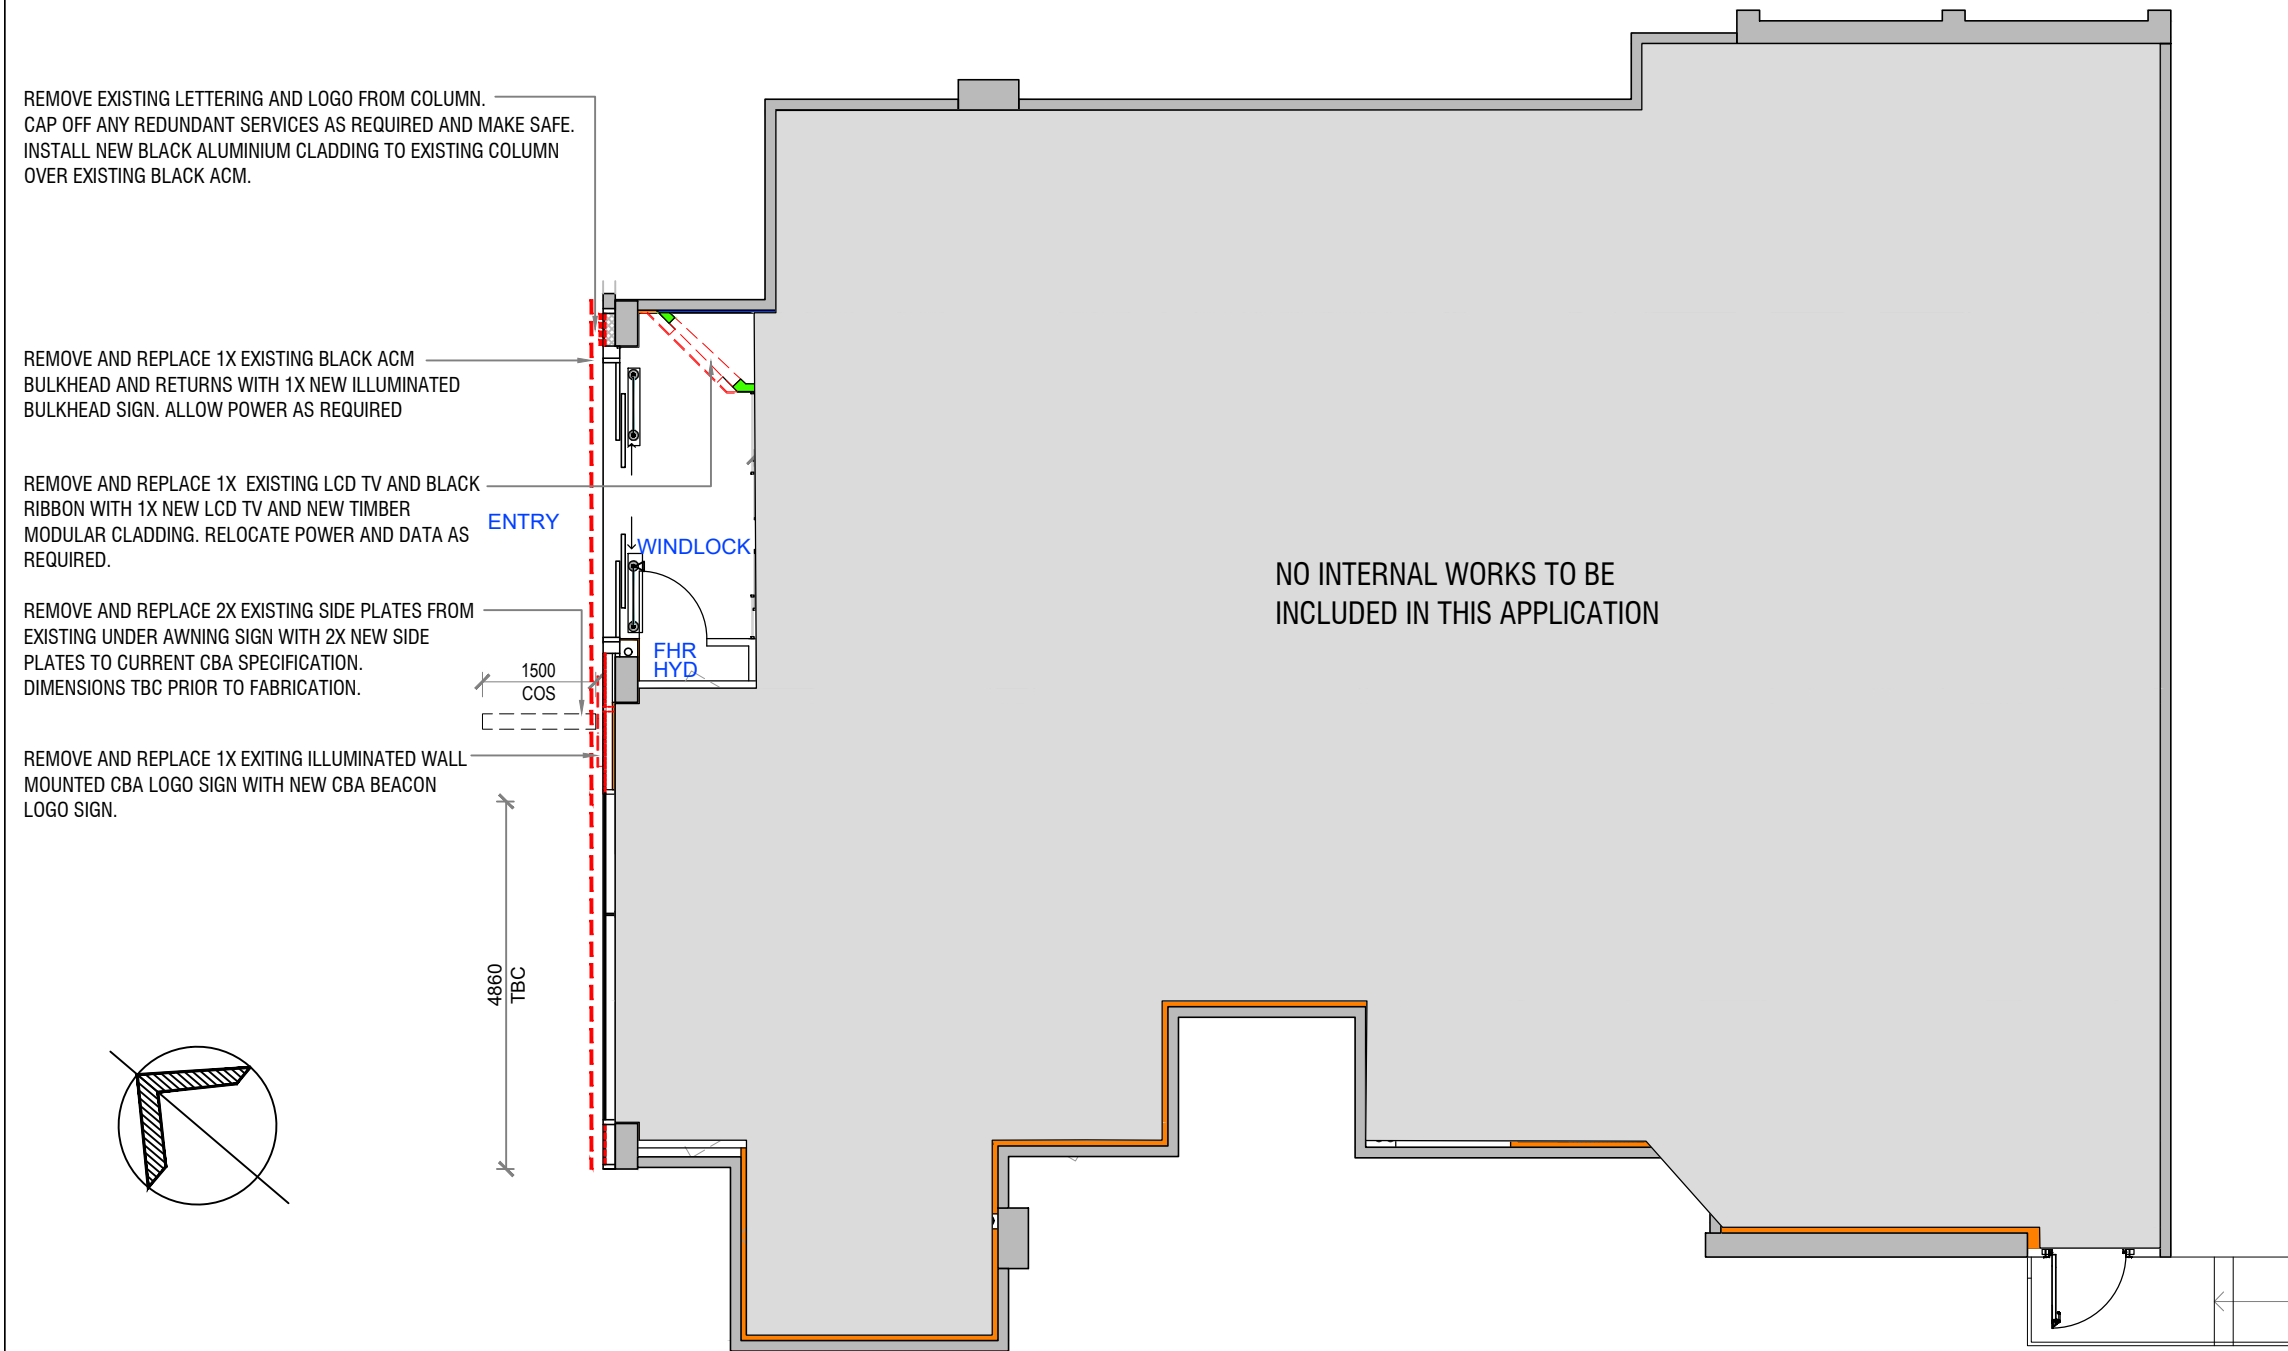 REMOVE EXISTING LETTERING AND LOGO FROM COLUMN.
CAP OFF ANY REDUNDANT SERVICES AS REQUIRED AND MAKE SAFE.
INSTALL NEW BLACK ALUMINIUM CLADDING TO EXISTING COLUMN
OVER EXISTING BLACK ACM.
REMOVE AND REPLACE 1X EXISTING BLACK ACM
BULKHEAD AND RETURNS WITH 1X NEW ILLUMINATED
BULKHEAD SIGN. ALLOW POWER AS REQUIRED
REMOVE AND REPLACE 1X EXISTING LCD TV AND BLACK
RIBBON WITH 1X NEW LCD TV AND NEW TIMBER
MODULAR CLADDING. RELOCATE POWER AND DATA AS
REQUIRED.
ENTRY
WINDLOCK
NO INTERNAL WORKS TO BE
INCLUDED IN THIS APPLICATION
REMOVE AND REPLACE 2X EXISTING SIDE PLATES FROM
EXISTING UNDER AWNING SIGN WITH 2X NEW SIDE
PLATES TO CURRENT CBA SPECIFICATION.
DIMENSIONS TBC PRIOR TO FABRICATION.
FHR
HYD
1500
COS
REMOVE AND REPLACE 1X EXITING ILLUMINATED WALL
MOUNTED CBA LOGO SIGN WITH NEW CBA BEACON
LOGO SIGN.
4860
TBC